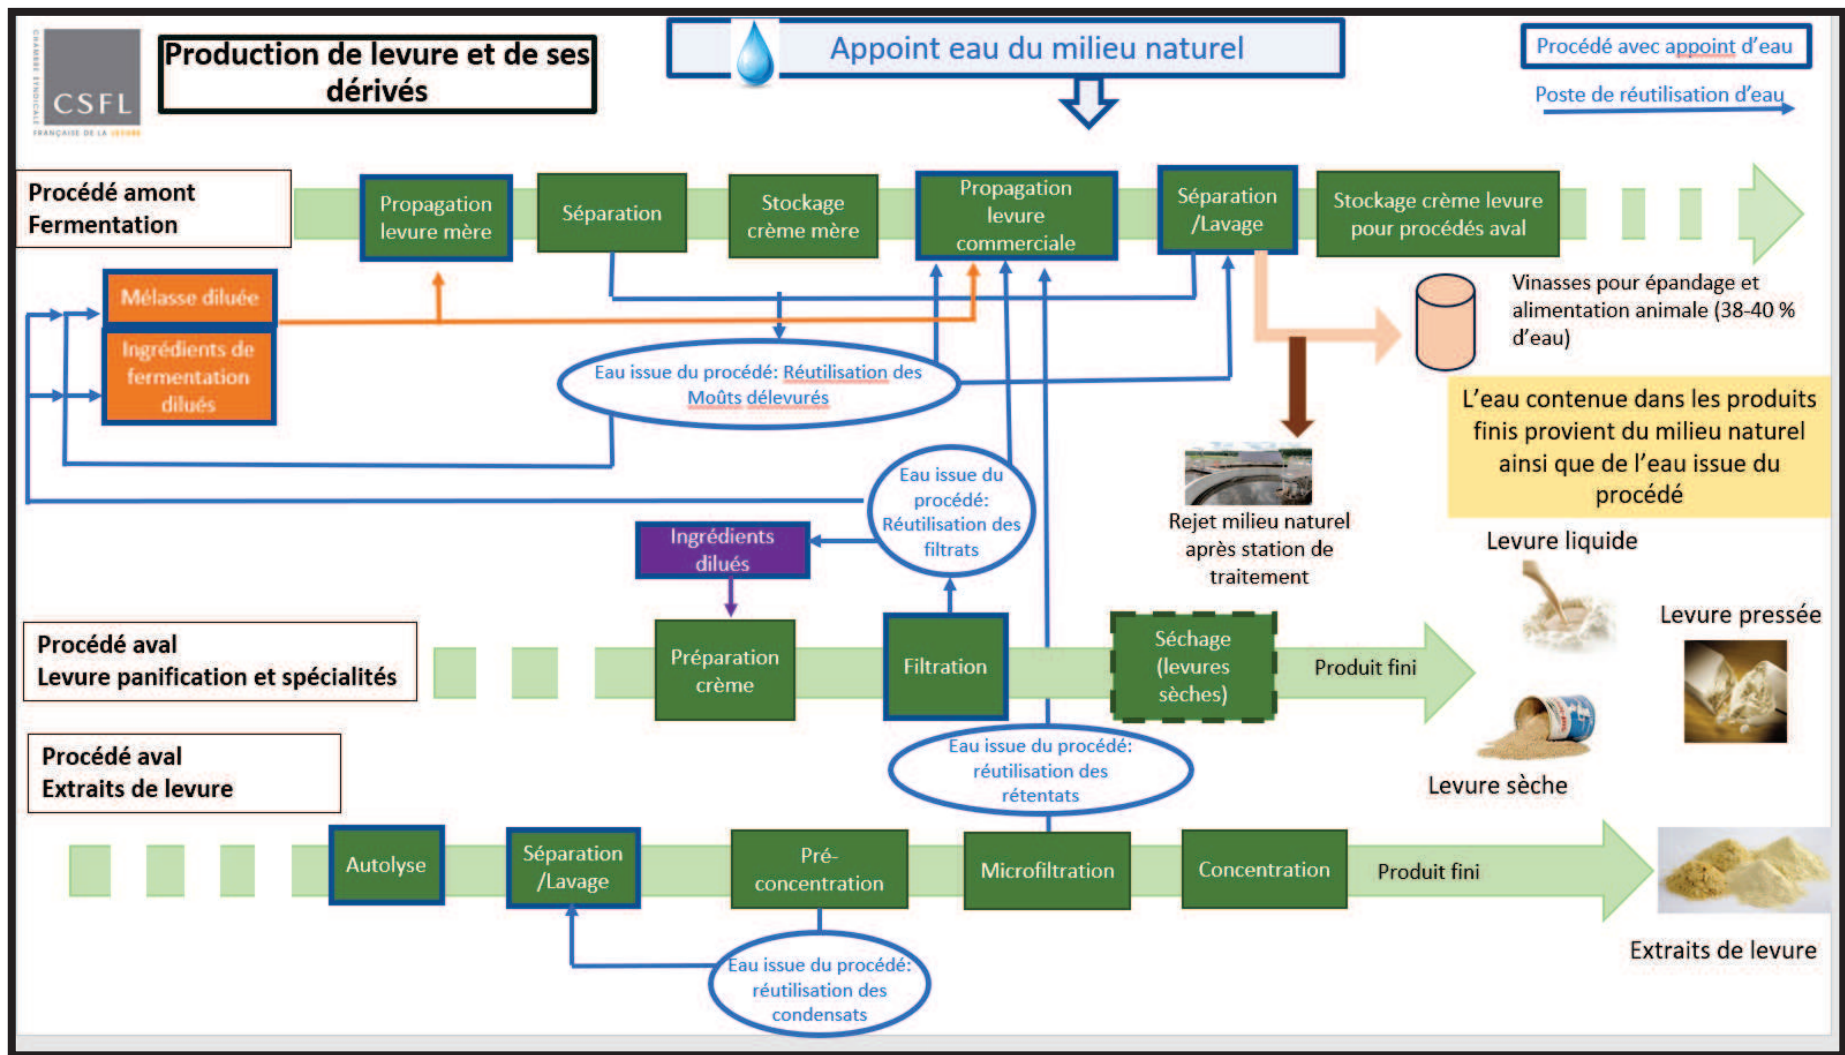 CHAMBRE SYNDICALE
CSFL
FRANÇAISE DE LA LEVURE
Production de levure et de ses
dérivés
Appoint eau du milieu naturel
Procédé avec appoint d'eau
Poste de réutilisation d'eau
Procédé amont
Fermentation
Propagation
levure mère
Séparation
Stockage
crème mère
Propagation
levure
commerciale
Séparation
/Lavage
Stockage crème levure
pour procédés aval
Mélasse diluée
Ingrédients de
fermentation
dilués
Eau issue du procédé: Réutilisation des
Moûts délevurés
Vinasses pour épandage et
alimentation animale (38-40 %
d'eau)
L'eau contenue dans les produits
finis provient du milieu naturel
ainsi que de l'eau issue du
procédé
Eau issue du
procédé:
Réutilisation des
filtrats
Rejet milieu naturel
après station de
traitement
Ingrédients
dilués
Levure liquide
Levure pressée
Levure sèche
Procédé aval
Levure panification et spécialités
Préparation
crème
Filtration
Séchage
(levures
sèches)
Produit fini
Eau issue du procédé:
réutilisation des
rétentats
Procédé aval
Extraits de levure
Autolyse
Séparation
/Lavage
Pré-
concentration
Microfiltration
Concentration
Produit fini
Extraits de levure
Eau issue du procédé:
réutilisation des
condensats